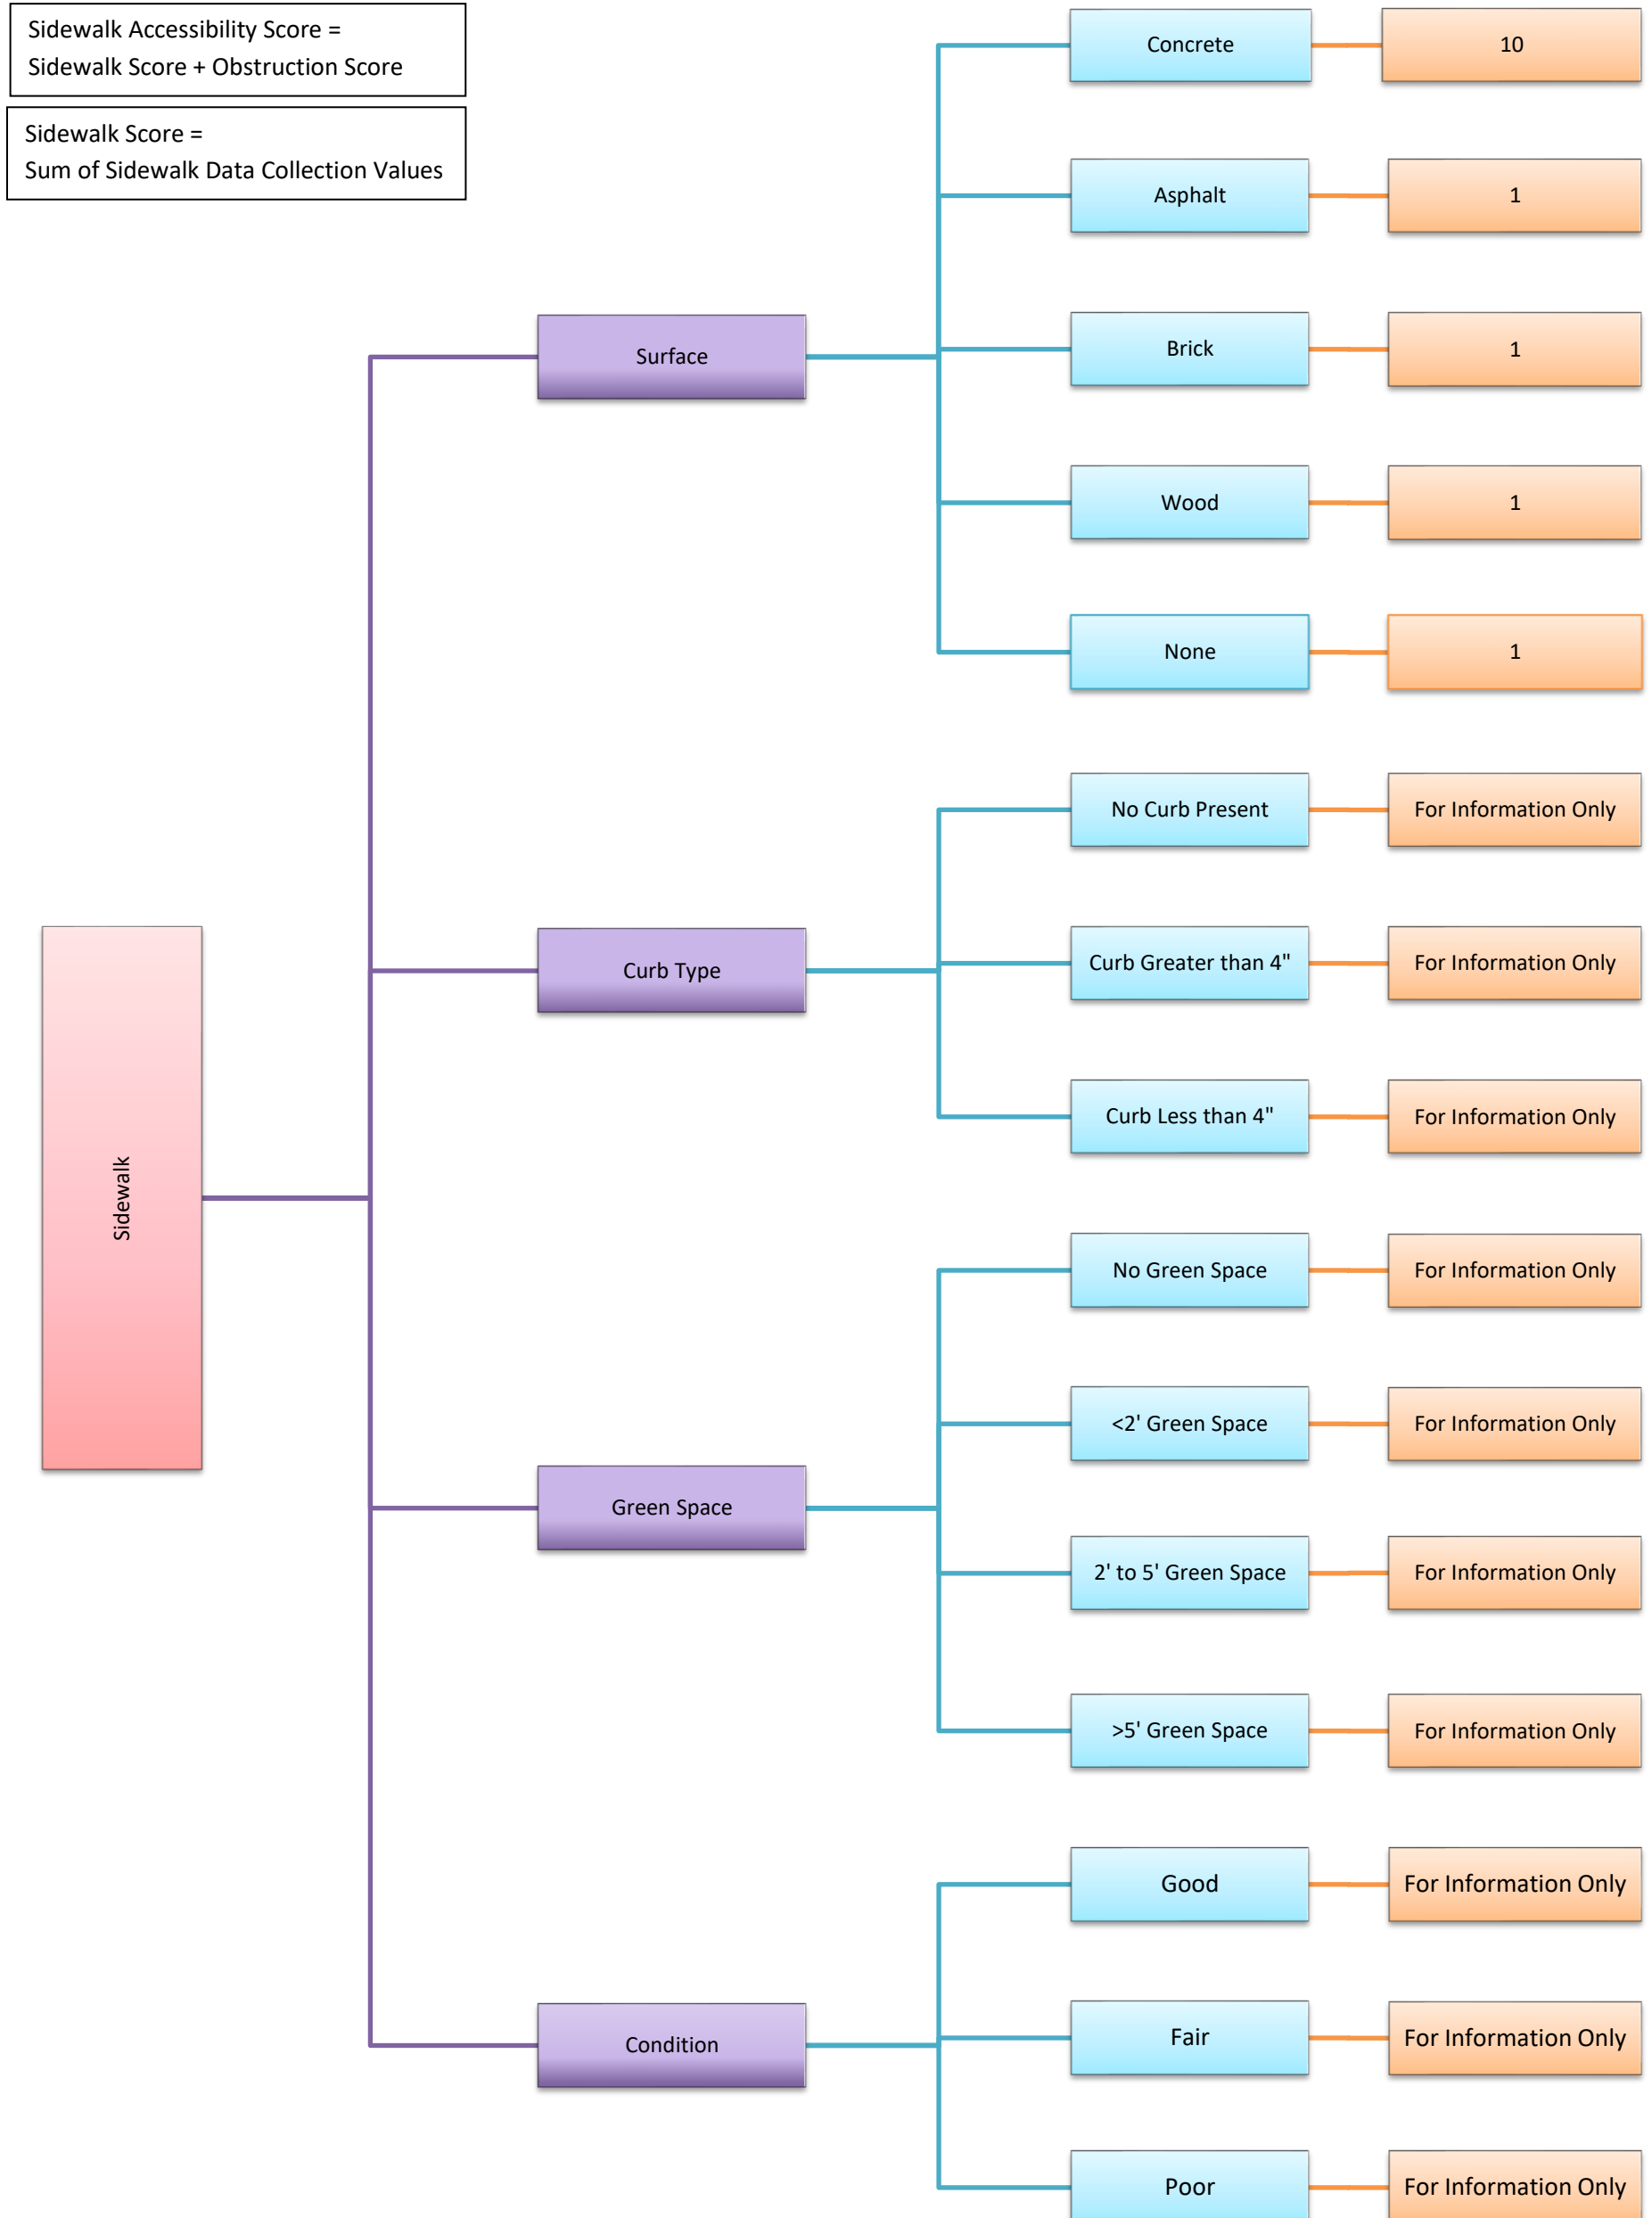 Sidewalk Accessibility Score =
Sidewalk Score + Obstruction Score
Sidewalk Score =
Sum of Sidewalk Data Collection Values
Sidewalk
Surface
Concrete
10
Asphalt
1
Brick
1
Wood
1
None
1
Curb Type
No Curb Present
For Information Only
Curb Greater than 4"
For Information Only
Curb Less than 4"
For Information Only
Green Space
No Green Space
For Information Only
<2' Green Space
For Information Only
2' to 5' Green Space
For Information Only
>5' Green Space
For Information Only
Condition
Good
For Information Only
Fair
For Information Only
Poor
For Information Only